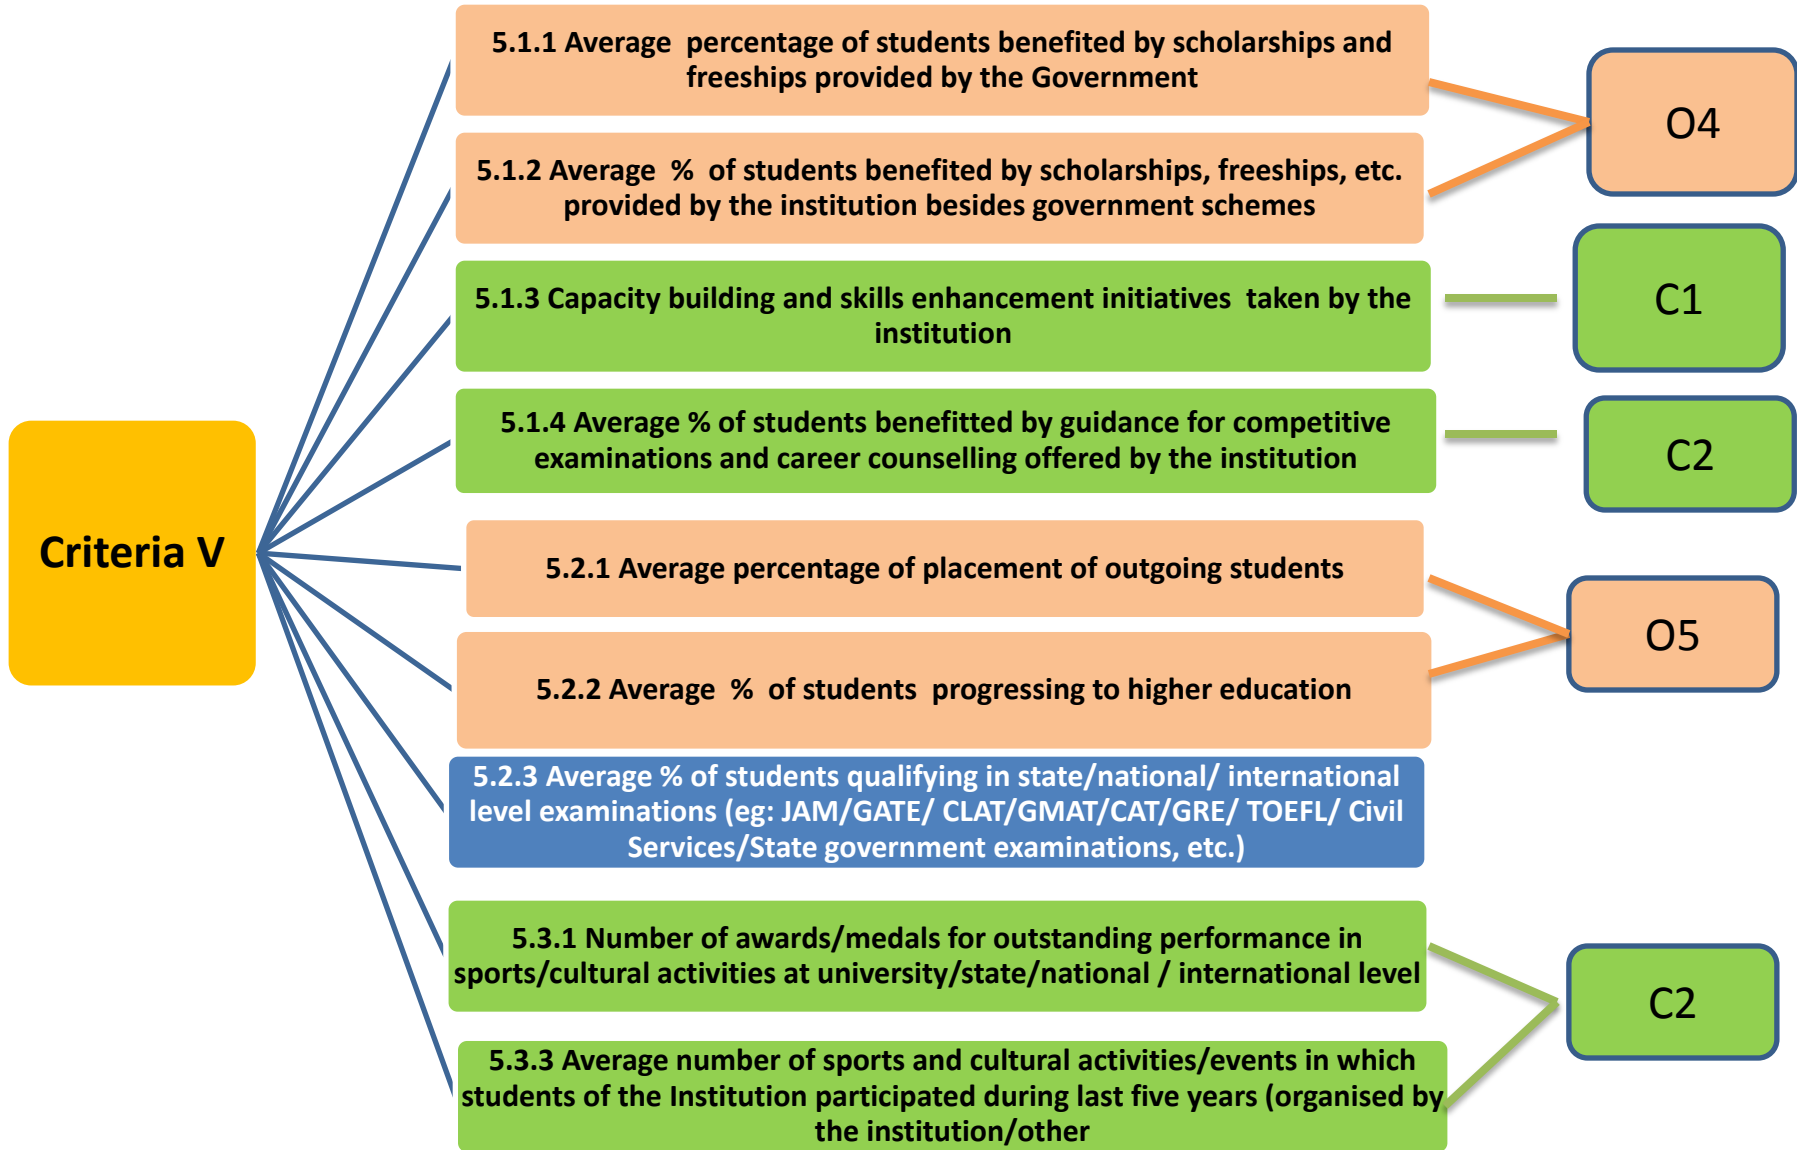 5.1.1 Average percentage of students benefited by scholarships and
freeships provided by the Government
O4
5.1.2 Average % of students benefited by scholarships, freeships, etc.
provided by the institution besides government schemes
5.1.3 Capacity building and skills enhancement initiatives taken by the
institution
C1
5.1.4 Average % of students benefitted by guidance for competitive
examinations and career counselling offered by the institution
C2
Criteria V
5.2.1 Average percentage of placement of outgoing students
O5
5.2.2 Average % of students progressing to higher education
5.2.3 Average % of students qualifying in state/national/ international
level examinations (eg: JAM/GATE/ CLAT/GMAT/CAT/GRE/ TOEFL/ Civil
Services/State government examinations, etc.)
5.3.1 Number of awards/medals for outstanding performance in
sports/cultural activities at university/state/national / international level
C2
5.3.3 Average number of sports and cultural activities/events in which
students of the Institution participated during last five years (organised by
the institution/other